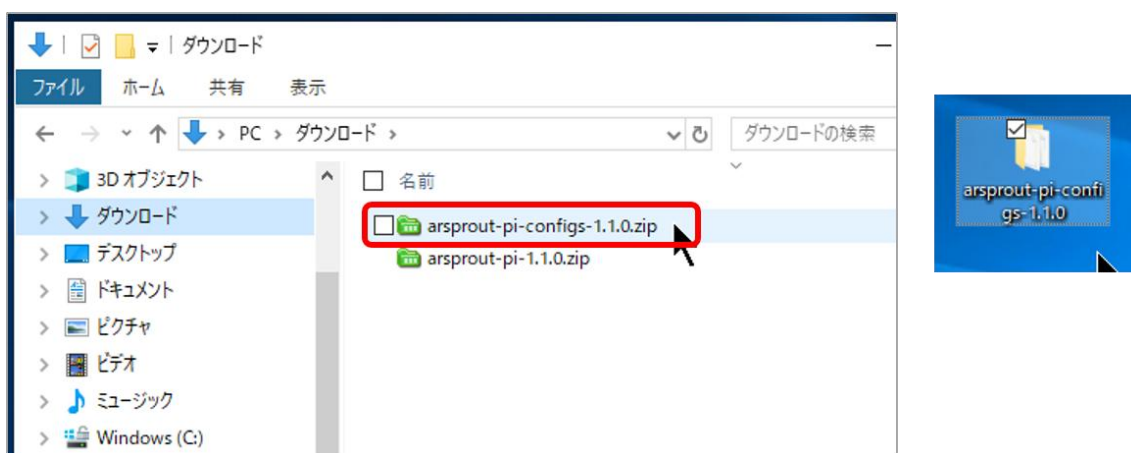 ダウンロード
ファイル ホーム 共有 表示
PC > ダウンロード > ダウンロードの検索
3D オブジェクト
ダウンロード
デスクトップ
ドキュメント
ピクチャ
ビデオ
ミュージック
Windows (C:)
名前
arsprout-pi-configs-1.1.0.zip
arsprout-pi-1.1.0.zip
arsprout-pi-confi
gs-1.1.0